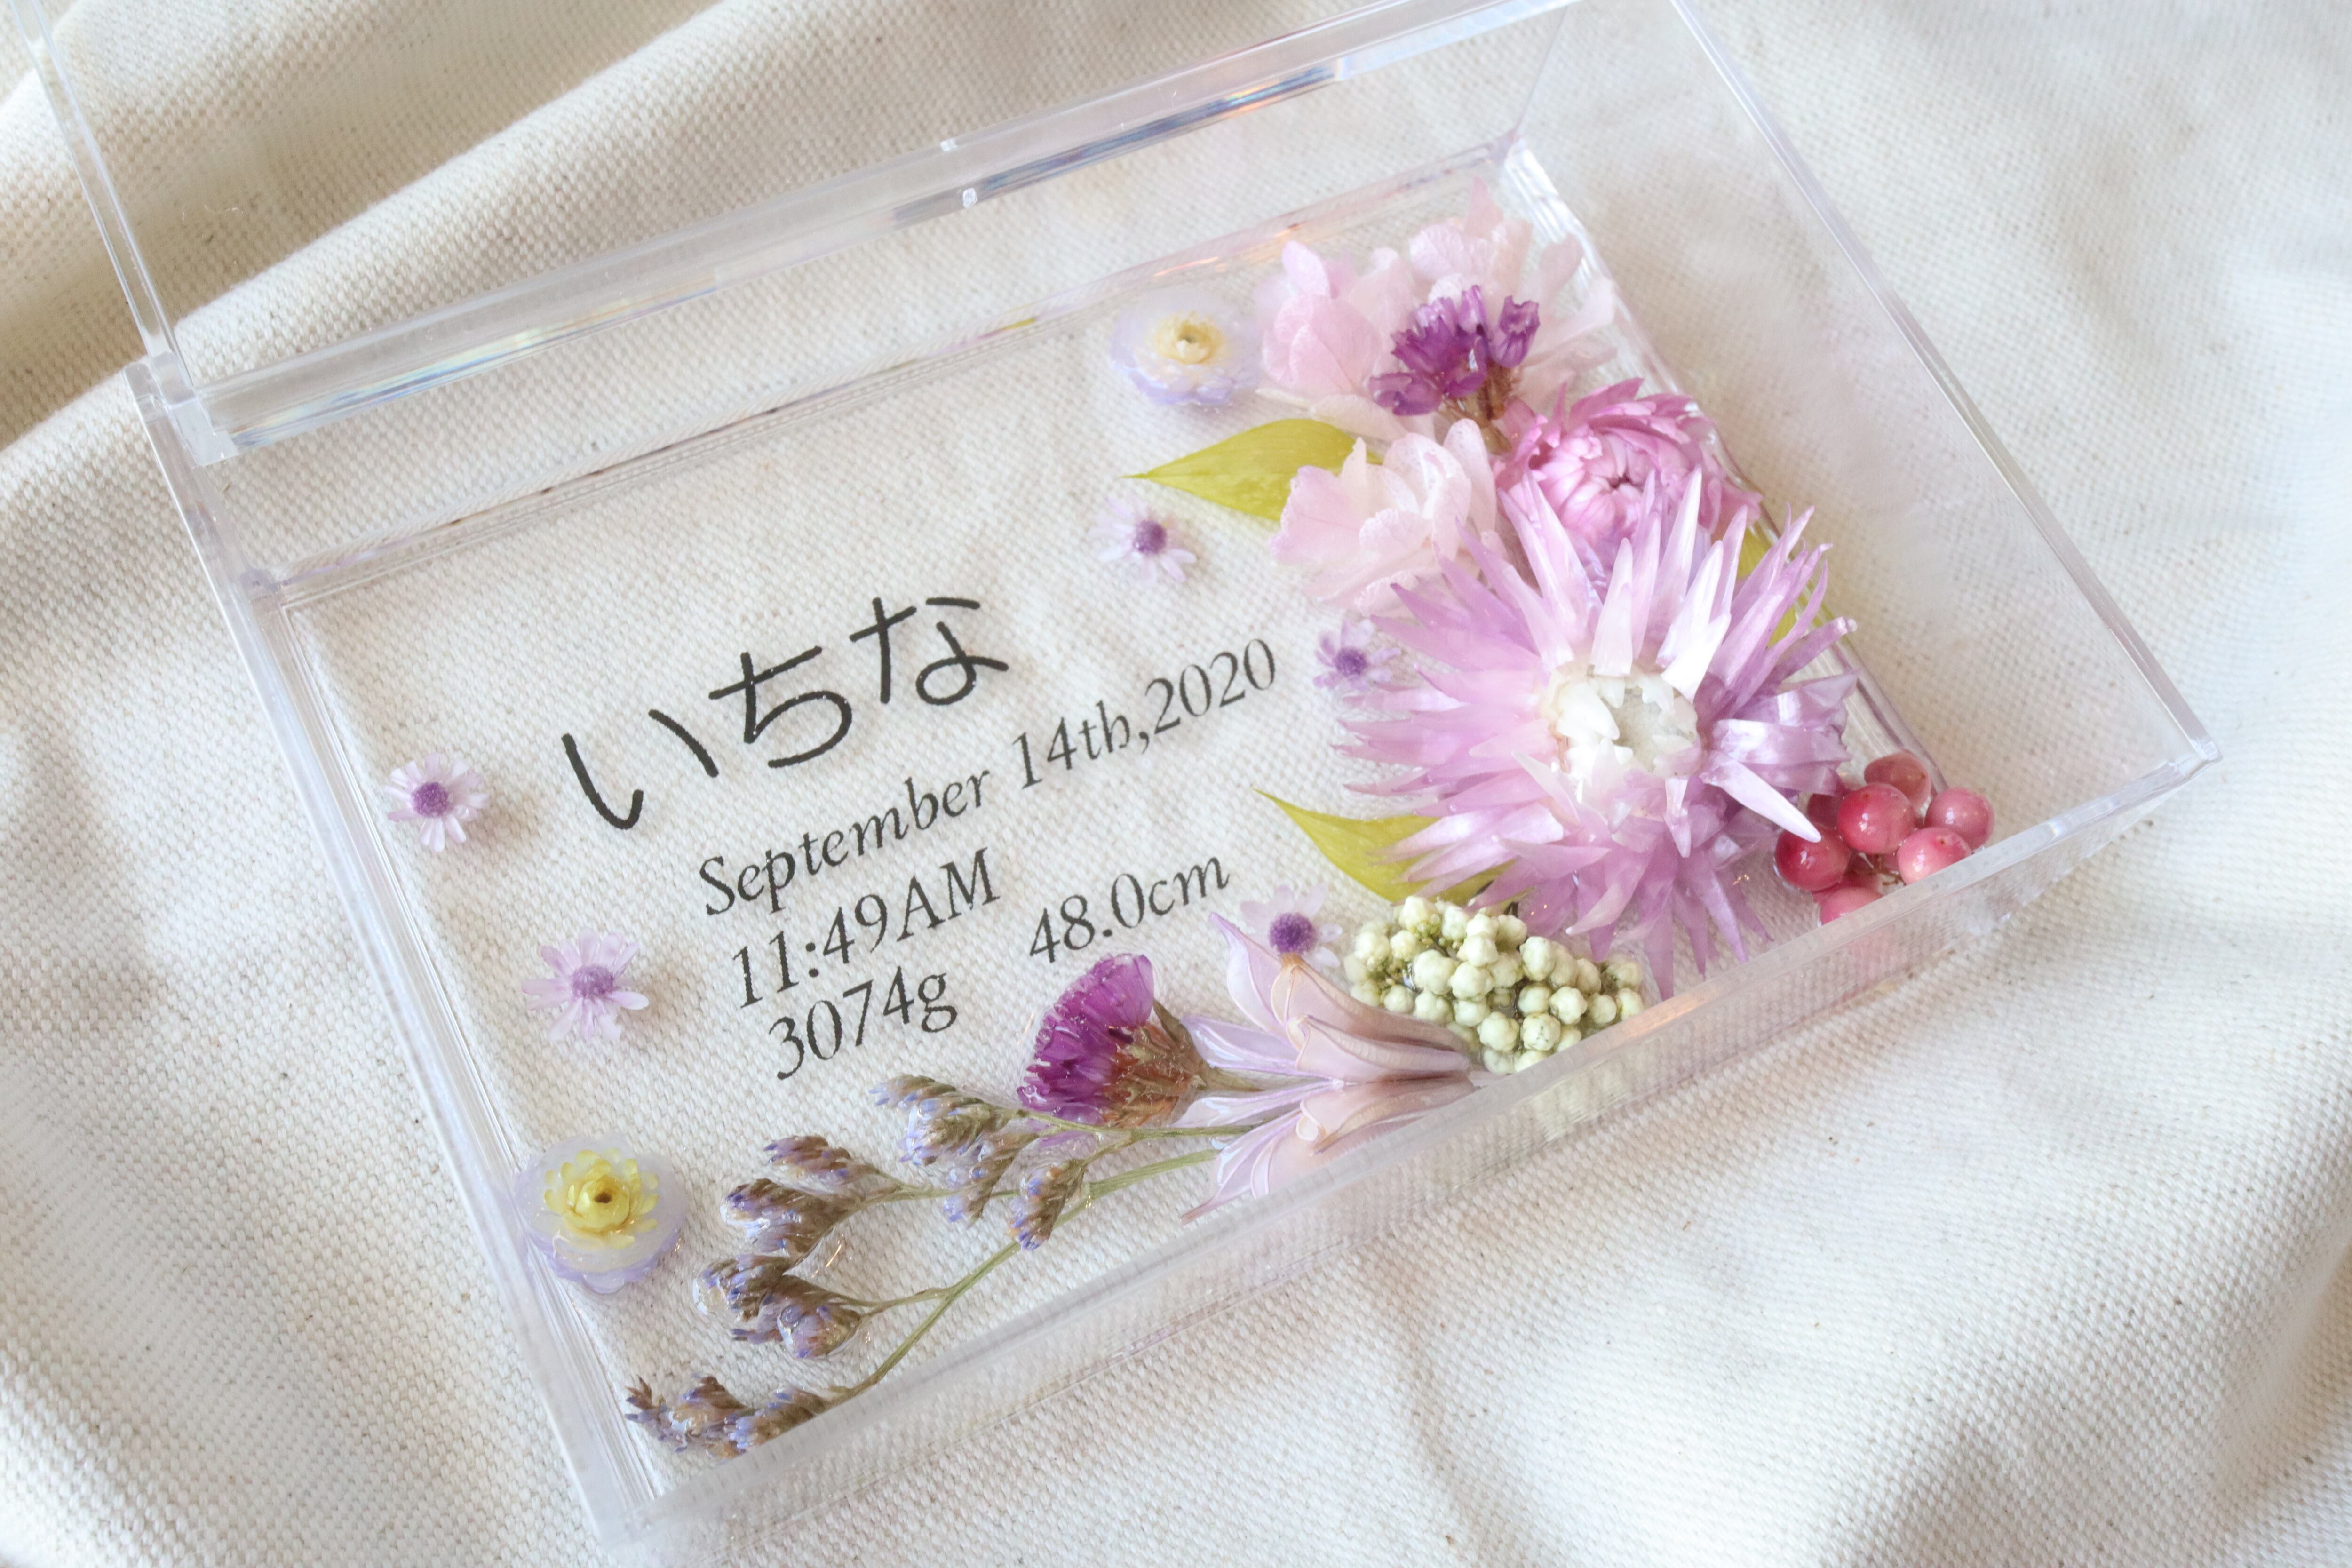 いちな
September 14th,2020
11:49AM
3074g 48.0cm